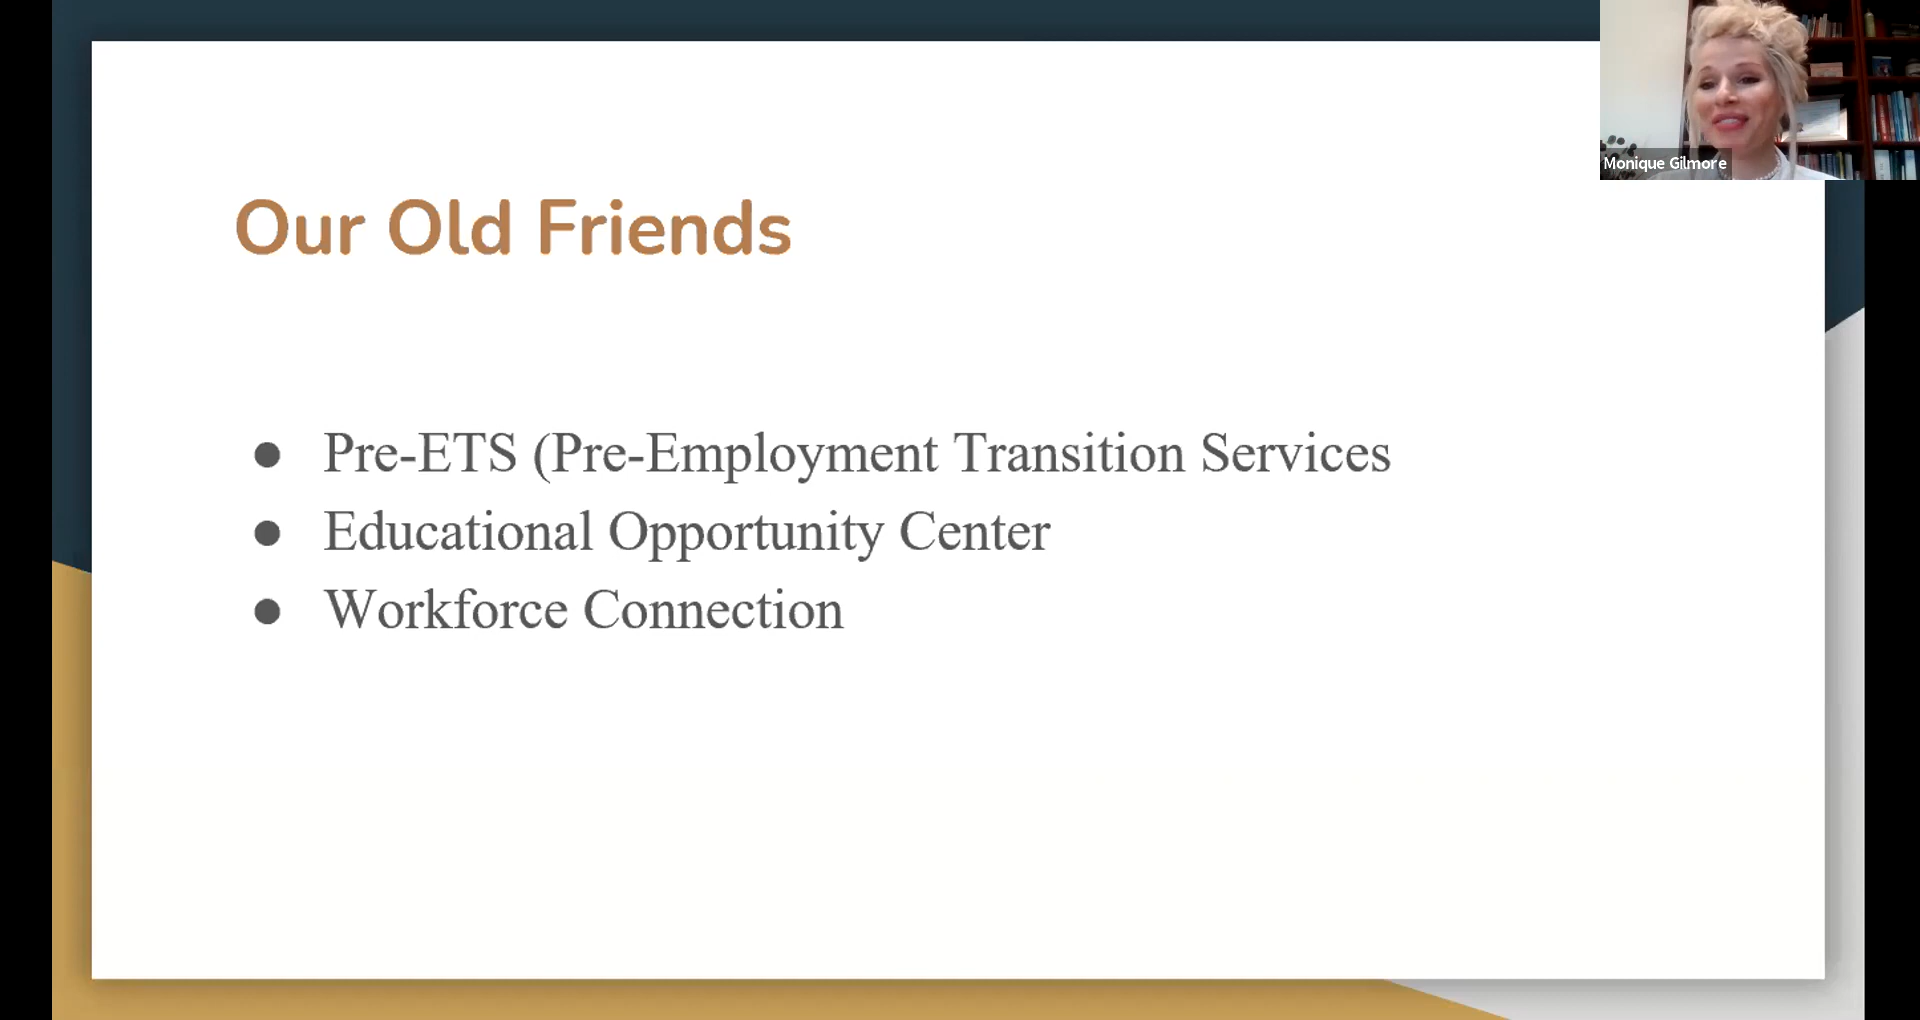 Our Old Friends
Monique Gilmore
● Pre-ETS (Pre-Employment Transition Services
● Educational Opportunity Center
● Workforce Connection